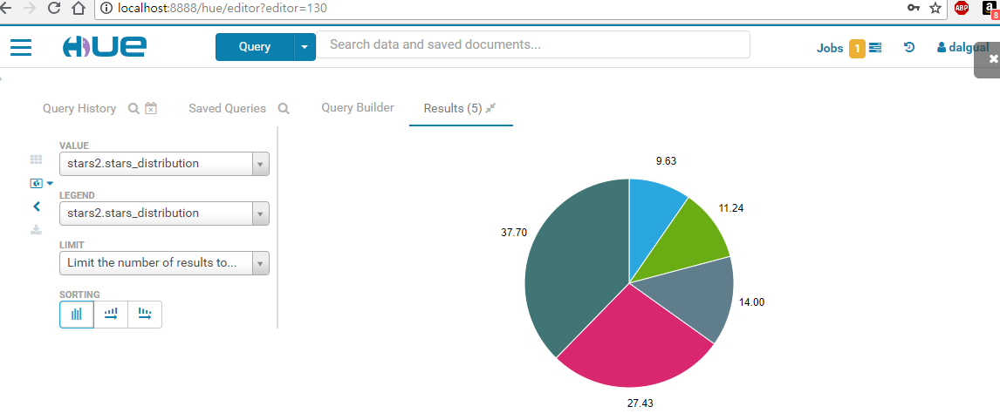 localhost:8888/hue/editor?editor=130
ABP
a
8
HUE
Query
Search data and saved documents...
Jobs 1
dalgual
Query History
Saved Queries
Query Builder
Results (5)
VALUE
stars2.stars_distribution
LEGEND
stars2.stars_distribution
LIMIT
Limit the number of results to...
SORTING
9.63
11.24
37.70
14.00
27.43